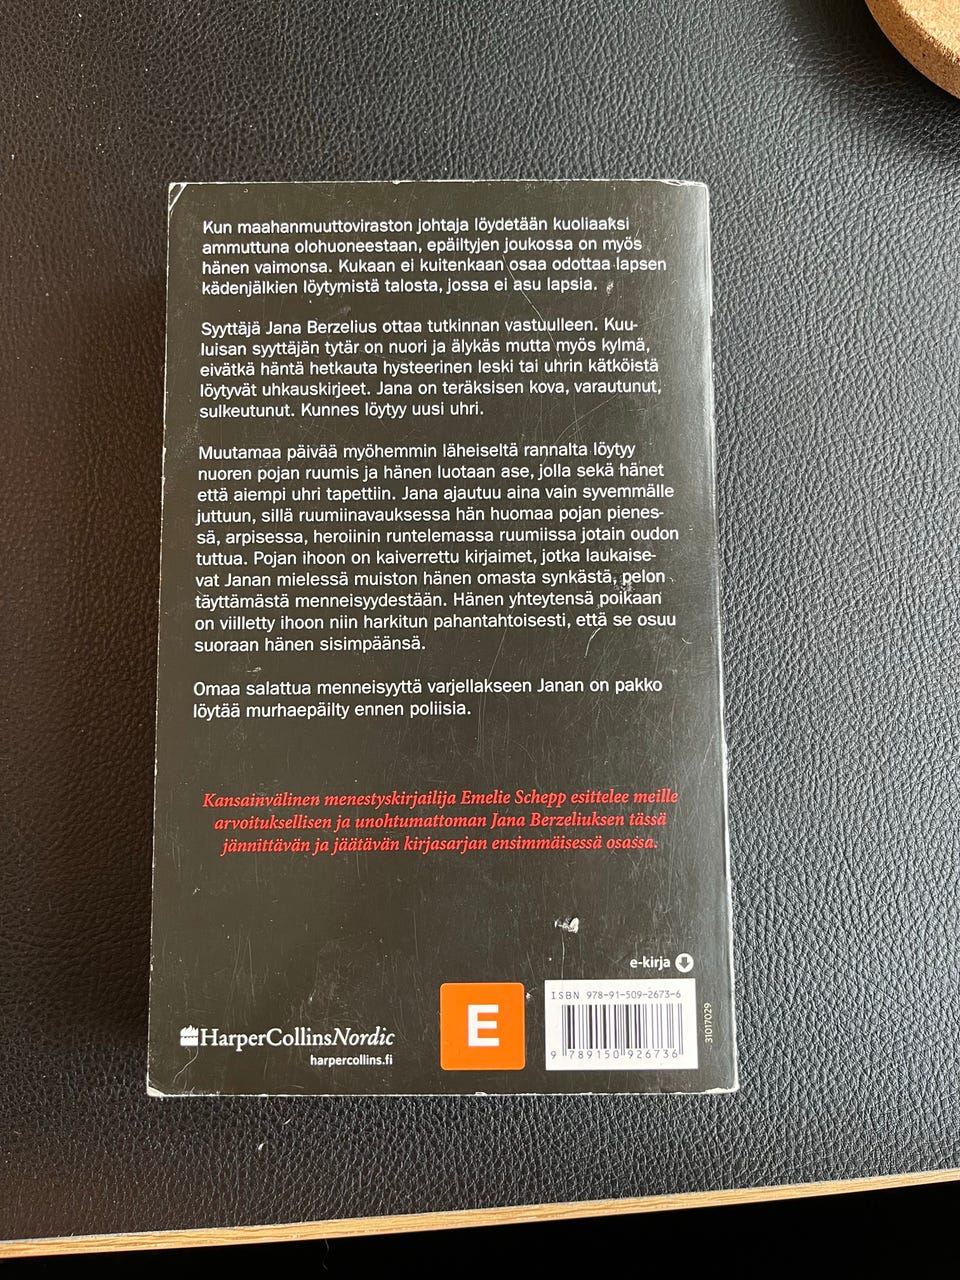 Kun maahanmuuttoviraston johtaja löydetään kuoliaaksi
ammuttuna olohuoneestaan, epäiltyjen joukossa on myös
hänen vaimonsa. Kukaan ei kuitenkaan osaa odottaa lapsen
kädenjälkien löytymistä talosta, jossa ei asu lapsia.
Syyttäjä Jana Berzelius ottaa tutkinnan vastuulleen. Kuu-
luisan syyttäjän tytär on nuori ja älykäs mutta myös kylmä,
eivätkä häntä hetkauta hysteerinen leski tai uhrin kätköistä
löytyvät uhkauskirjeet. Jana on teräksisen kova, varautunut,
sulkeutunut. Kunnes löytyy uusi uhri.
Muutamaa päivää myöhemmin läheiseltä rannalta löytyy
nuoren pojan ruumis ja hänen luotaan ase, jolla sekä hänet
että aiempi uhri tapettiin. Jana ajautuu aina vain syvemmälle
juttuun, sillä ruumiinavauksessa hän huomaa pojan pienes-
sä, arpisessa, heroiinin runtelemassa ruumiissa jotain oudon
tuttua. Pojan ihoon on kaiverrettu kirjaimet, jotka laukaise-
vat Janan mielessä muiston hänen omasta synkästä, pelon
täyttämästä menneisyydestään. Hänen yhteytensä poikaan
on viilletty ihoon niin harkitun pahantahtoisesti, että se osuu
suoraan hänen sisimpäänsä.
Omaa salattua menneisyyttä varjellakseen Janan on pakko
löytää murhaepäilty ennen poliisia.
Kansainvälinen menestyskirjailija Emelie Schepp esittelee meille
arvoituksellisen ja unohtumattoman Jana Berzeliuksen tässä
jännittävän ja jäätävän kirjasarjan ensimmäisessä osassa.
e-kirja
ISBN 978-91-509-2673-6
9 789150 926736
31017029
E
HarperCollinsNordic
harpercollins.fi